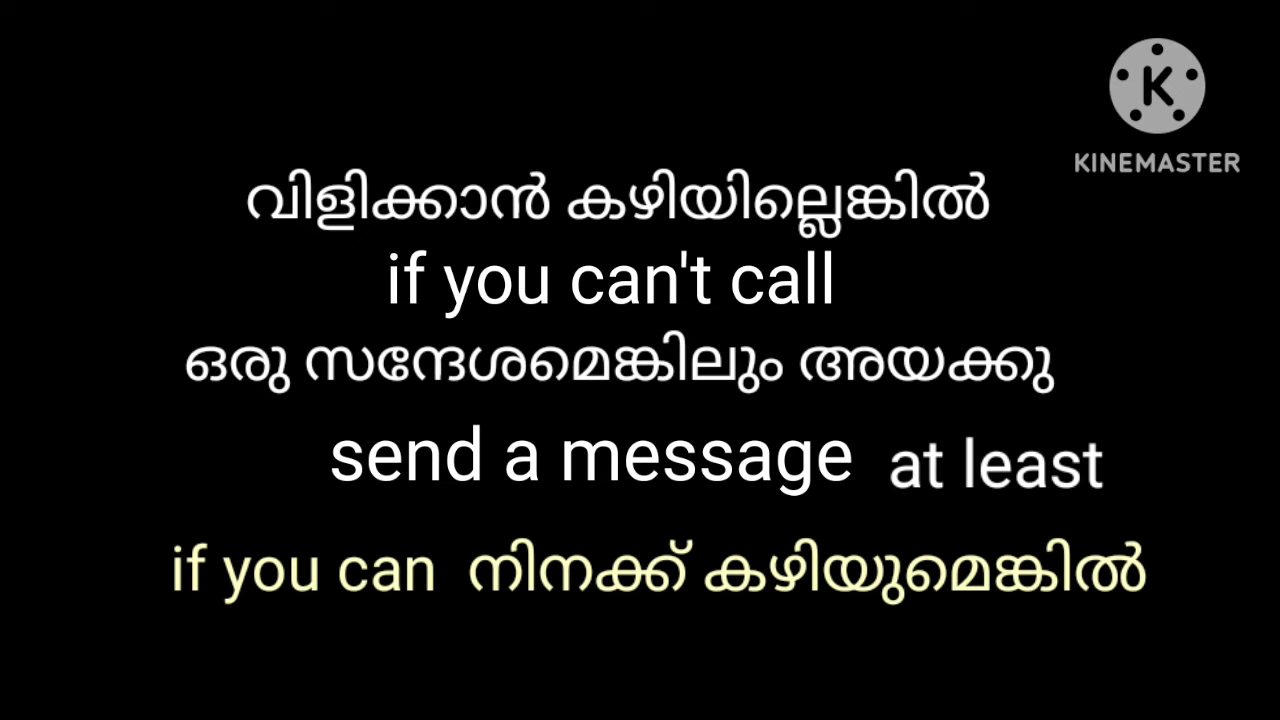 K
KINEMASTER
വിളിക്കാൻ കഴിയില്ലെങ്കിൽ
if you can't call
ഒരു സന്ദേശമെങ്കിലും അയക്കു
send a message at least
if you can നിനക്ക് കഴിയുമെങ്കിൽ